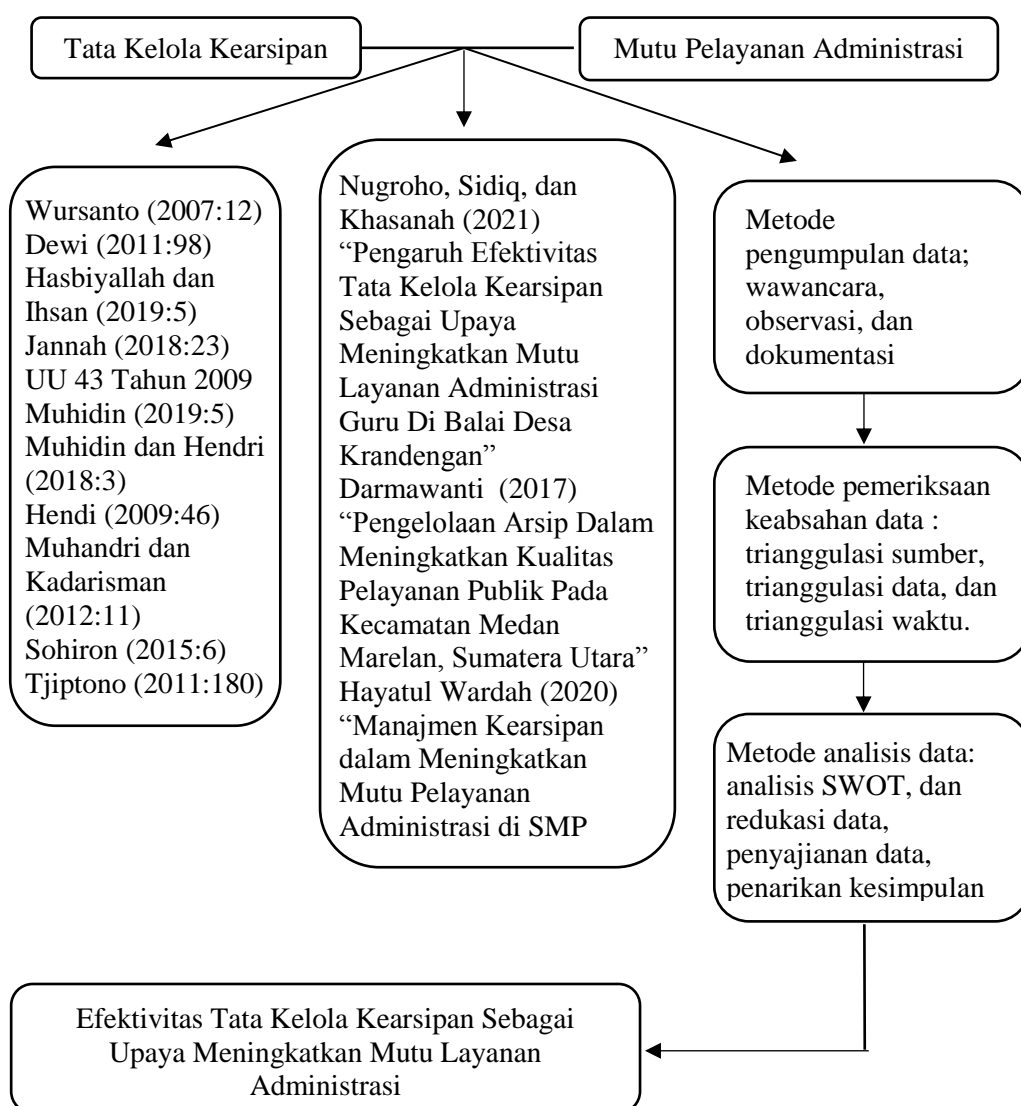 Tata Kelola Kearsipan
Mutu Pelayanan Administrasi
Wursanto (2007:12)
Dewi (2011:98)
Hasbiyallah dan
Ihsan (2019:5)
Jannah (2018:23)
UU 43 Tahun 2009
Muhidin (2019:5)
Muhidin dan Hendri
(2018:3)
Hendi (2009:46)
Muhandri dan
Kadarisman
(2012:11)
Sohiron (2015:6)
Tjiptono (2011:180)
Nugroho, Sidiq, dan
Khasanah (2021)
“Pengaruh Efektivitas
Tata Kelola Kearsipan
Sebagai Upaya
Meningkatkan Mutu
Layanan Administrasi
Guru Di Balai Desa
Krandengan”
Darmawanti (2017)
“Pengelolaan Arsip Dalam
Meningkatkan Kualitas
Pelayanan Publik Pada
Kecamatan Medan
Marelan, Sumatera Utara”
Hayatul Wardah (2020)
“Manajmen Kearsipan
dalam Meningkatkan
Mutu Pelayanan
Administrasi di SMP
Metode
pengumpulan data;
wawancara,
observasi, dan
dokumentasi
Metode pemeriksaan
keabsahan data :
trianggulasi sumber,
trianggulasi data, dan
trianggulasi waktu.
Metode analisis data:
analisis SWOT, dan
redukasi data,
penyajianan data,
penarikan kesimpulan
Efektivitas Tata Kelola Kearsipan Sebagai
Upaya Meningkatkan Mutu Layanan
Administrasi